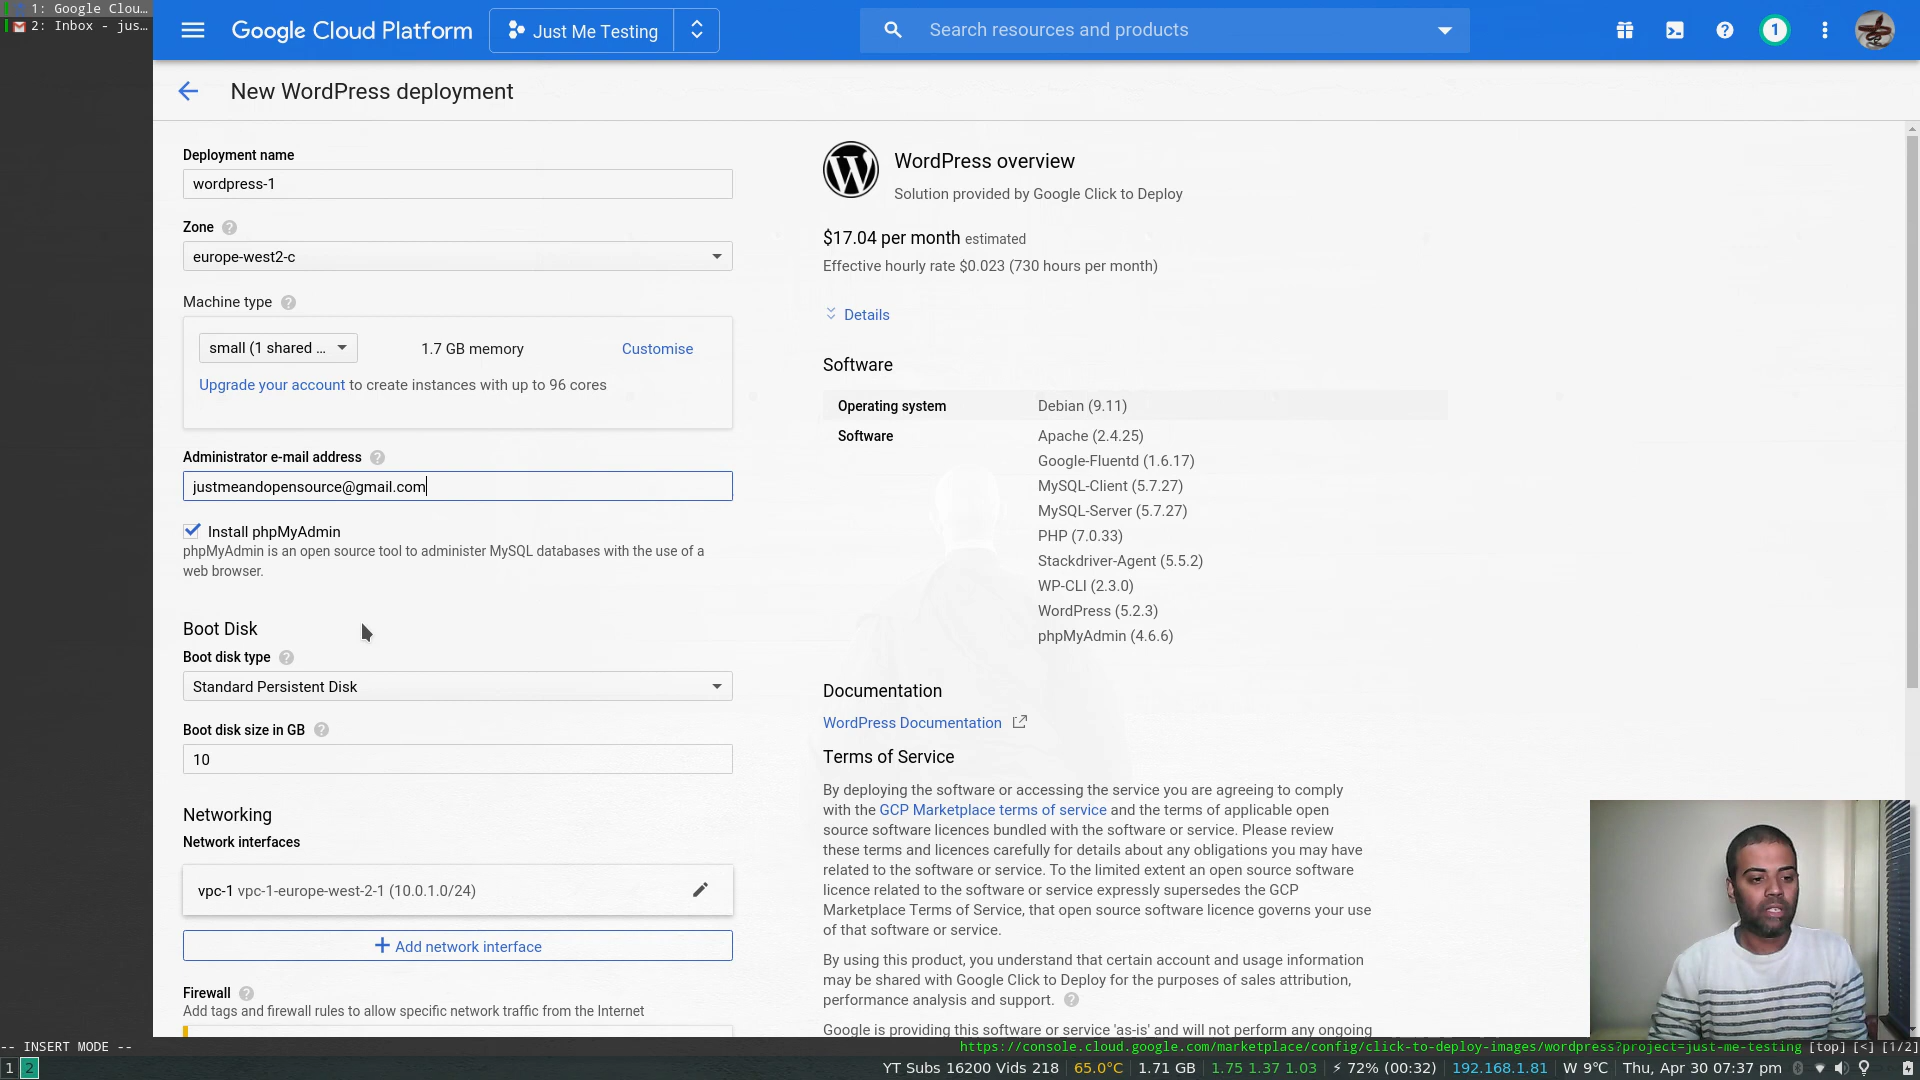 1: Google Clou…
2: Inbox - jus…
Google Cloud Platform
Just Me Testing
Search resources and products
1
New WordPress deployment
Deployment name
wordpress-1
Zone
europe-west2-c
Machine type
small (1 shared ...
1.7 GB memory
Customise
Upgrade your account to create instances with up to 96 cores
Administrator e-mail address
justmeandopensource@gmail.com
Install phpMyAdmin
phpMyAdmin is an open source tool to administer MySQL databases with the use of a
web browser.
Boot Disk
Boot disk type
Standard Persistent Disk
Boot disk size in GB
10
Networking
Network interfaces
vpc-1 vpc-1-europe-west-2-1 (10.0.1.0/24)
Add network interface
Firewall
Add tags and firewall rules to allow specific network traffic from the Internet
WordPress overview
Solution provided by Google Click to Deploy
$17.04 per month estimated
Effective hourly rate $0.023 (730 hours per month)
Details
Software
Operating system Debian (9.11)
Software Apache (2.4.25)
Google-Fluentd (1.6.17)
MySQL-Client (5.7.27)
MySQL-Server (5.7.27)
PHP (7.0.33)
Stackdriver-Agent (5.5.2)
WP-CLI (2.3.0)
WordPress (5.2.3)
phpMyAdmin (4.6.6)
Documentation
WordPress Documentation
Terms of Service
By deploying the software or accessing the service you are agreeing to comply
with the GCP Marketplace terms of service and the terms of applicable open
source software licences bundled with the software or service. Please review
these terms and licences carefully for details about any obligations you may have
related to the software or service. To the limited extent an open source software
licence related to the software or service expressly supersedes the GCP
Marketplace Terms of Service, that open source software licence governs your use
of that software or service.
By using this product, you understand that certain account and usage information
may be shared with Google Click to Deploy for the purposes of sales attribution,
performance analysis and support.
Google is providing this software or service 'as-is' and will not perform any ongoing
-- INSERT MODE --
https://console.cloud.google.com/marketplace/config/click-to-deploy-images/wordpress?project=just-me-testing [top] [<] [1/2]
1 2
YT Subs 16200 Vids 218 | 65.0°C | 1.71 GB | 1.75 1.37 1.03 | ⚡ 72% (00:32) | 192.168.1.81 | W 9℃ | Thu, Apr 30 07:37 pm